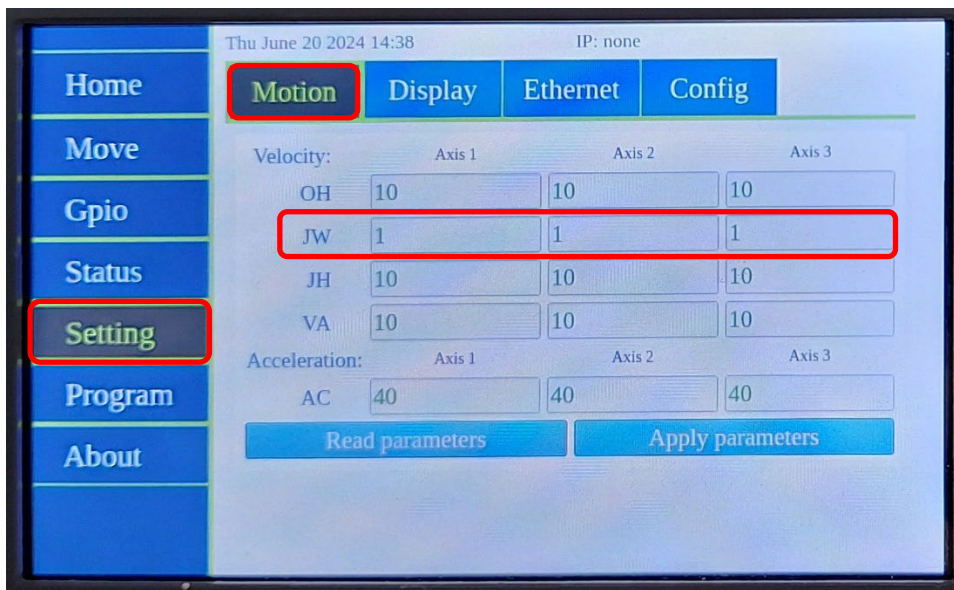 Thu June 20 2024 14:38 IP: none
Home
Move
Gpio
Status
Setting
Program
About
Motion Display Ethernet Config
Velocity: Axis 1 Axis 2 Axis 3
OH 10 10 10
JW 1 1 1
JH 10 10 10
VA 10 10 10
Acceleration: Axis 1 Axis 2 Axis 3
AC 40 40 40
Read parameters Apply parameters